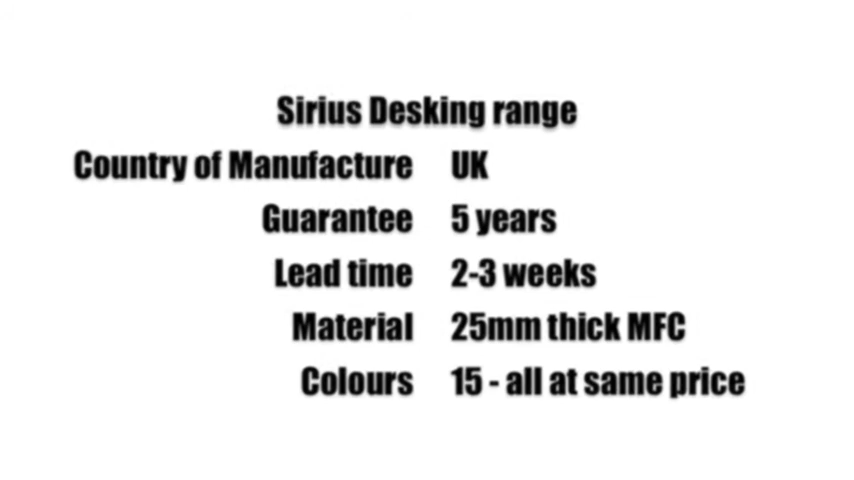 Sirius Desking range
Country of Manufacture UK
Guarantee 5 years
Lead time 2-3 weeks
Material 25mm thick MFC
Colours 15 - all at same price